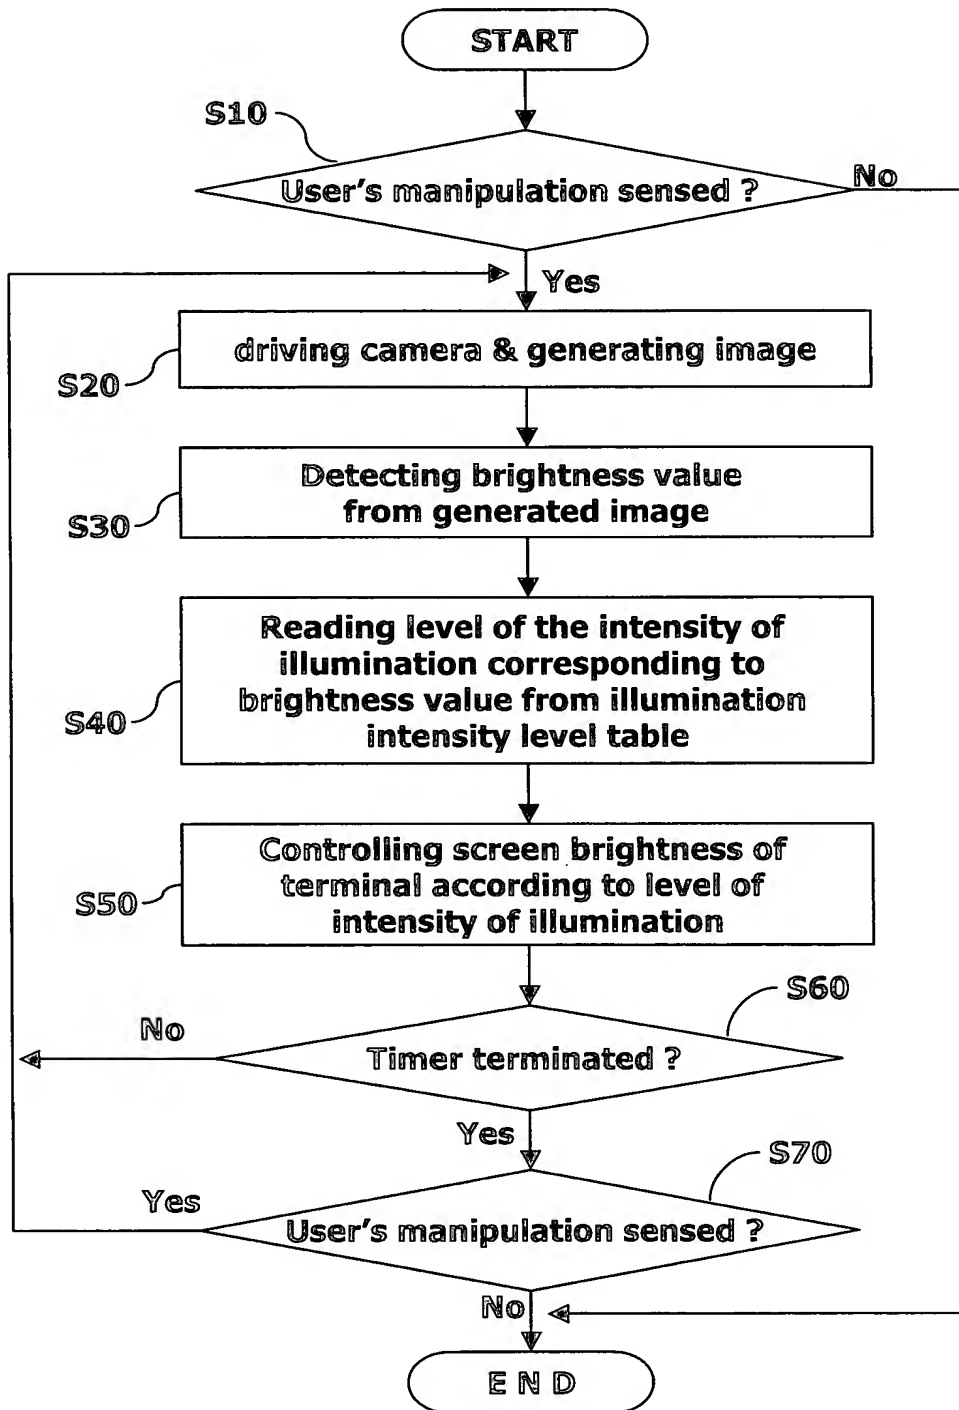 START
S10
User's manipulation sensed ?
No
Yes
driving camera & generating image
S20
Detecting brightness value
from generated image
S30
Reading level of the intensity of
illumination corresponding to
brightness value from illumination
intensity level table
S40
Controlling screen brightness of
terminal according to level of
intensity of illumination
S50
S60
No
Timer terminated ?
Yes
S70
Yes
User's manipulation sensed ?
No
E N D